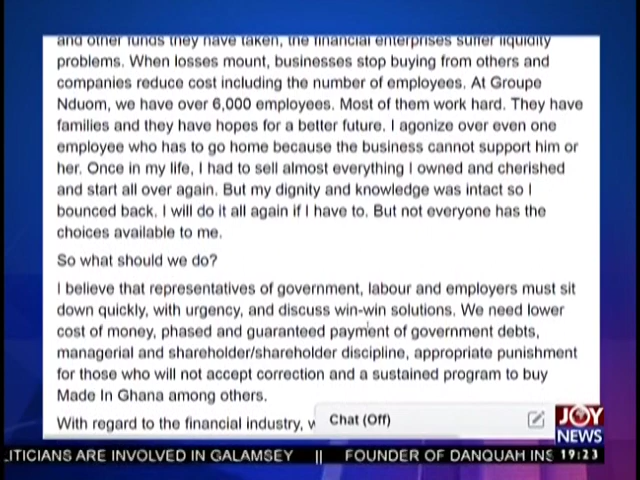 and other funds they have taken, the financial enterprises suffer liquidity
problems. When losses mount, businesses stop buying from others and
companies reduce cost including the number of employees. At Groupe
Nduom, we have over 6,000 employees. Most of them work hard. They have
families and they have hopes for a better future. I agonize over even one
employee who has to go home because the business cannot support him or
her. Once in my life, I had to sell almost everything I owned and cherished
and start all over again. But my dignity and knowledge was intact so I
bounced back. I will do it all again if I have to. But not everyone has the
choices available to me.
So what should we do?
I believe that representatives of government, labour and employers must sit
down quickly, with urgency, and discuss win-win solutions. We need lower
cost of money, phased and guaranteed payment of government debts,
managerial and shareholder/shareholder discipline, appropriate punishment
for those who will not accept correction and a sustained program to buy
Made In Ghana among others.
With regard to the financial industry, w
Chat (Off)
JOY
NEWS
ITICIANS ARE INVOLVED IN GALAMSEY || FOUNDER OF DANQUAH INS
19:23